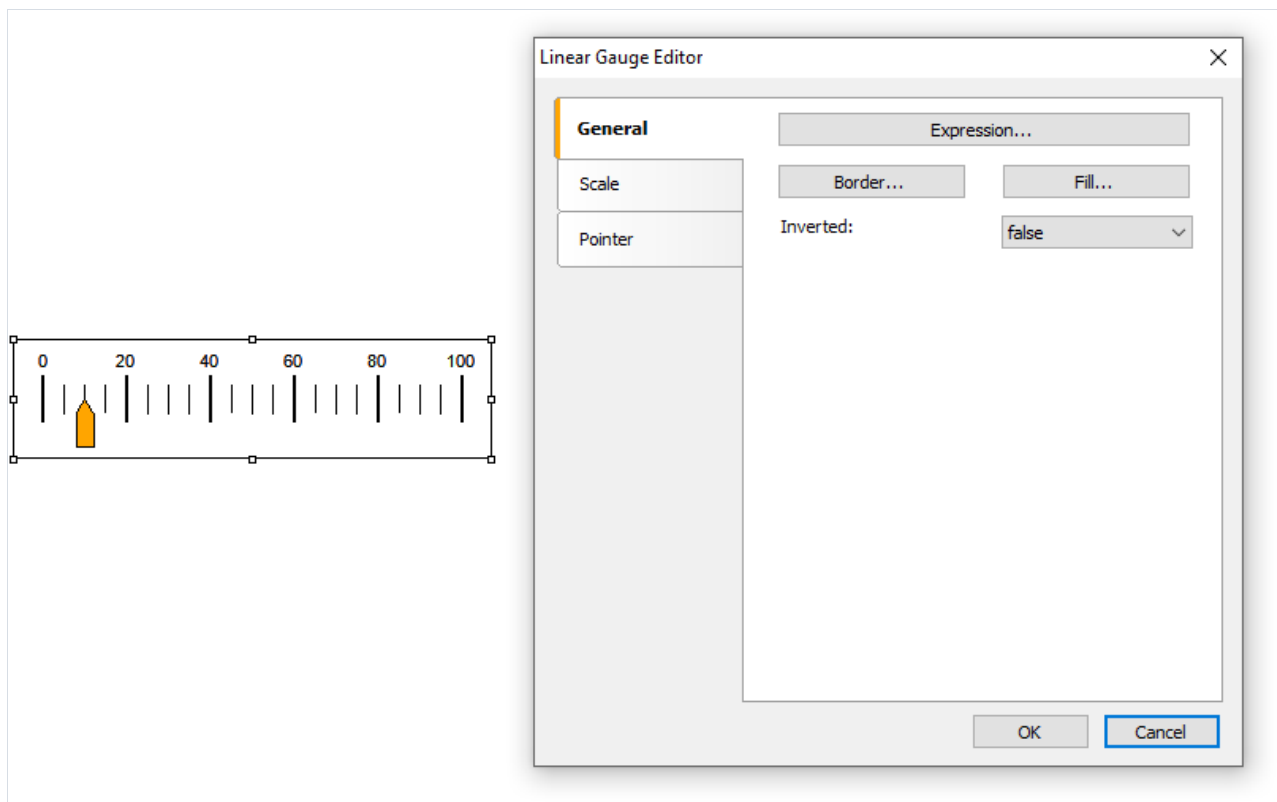 Linear Gauge Editor
General
Expression...
Scale
Border...
Fill...
Inverted:
false
Pointer
0 20 40 60 80 100
OK
Cancel